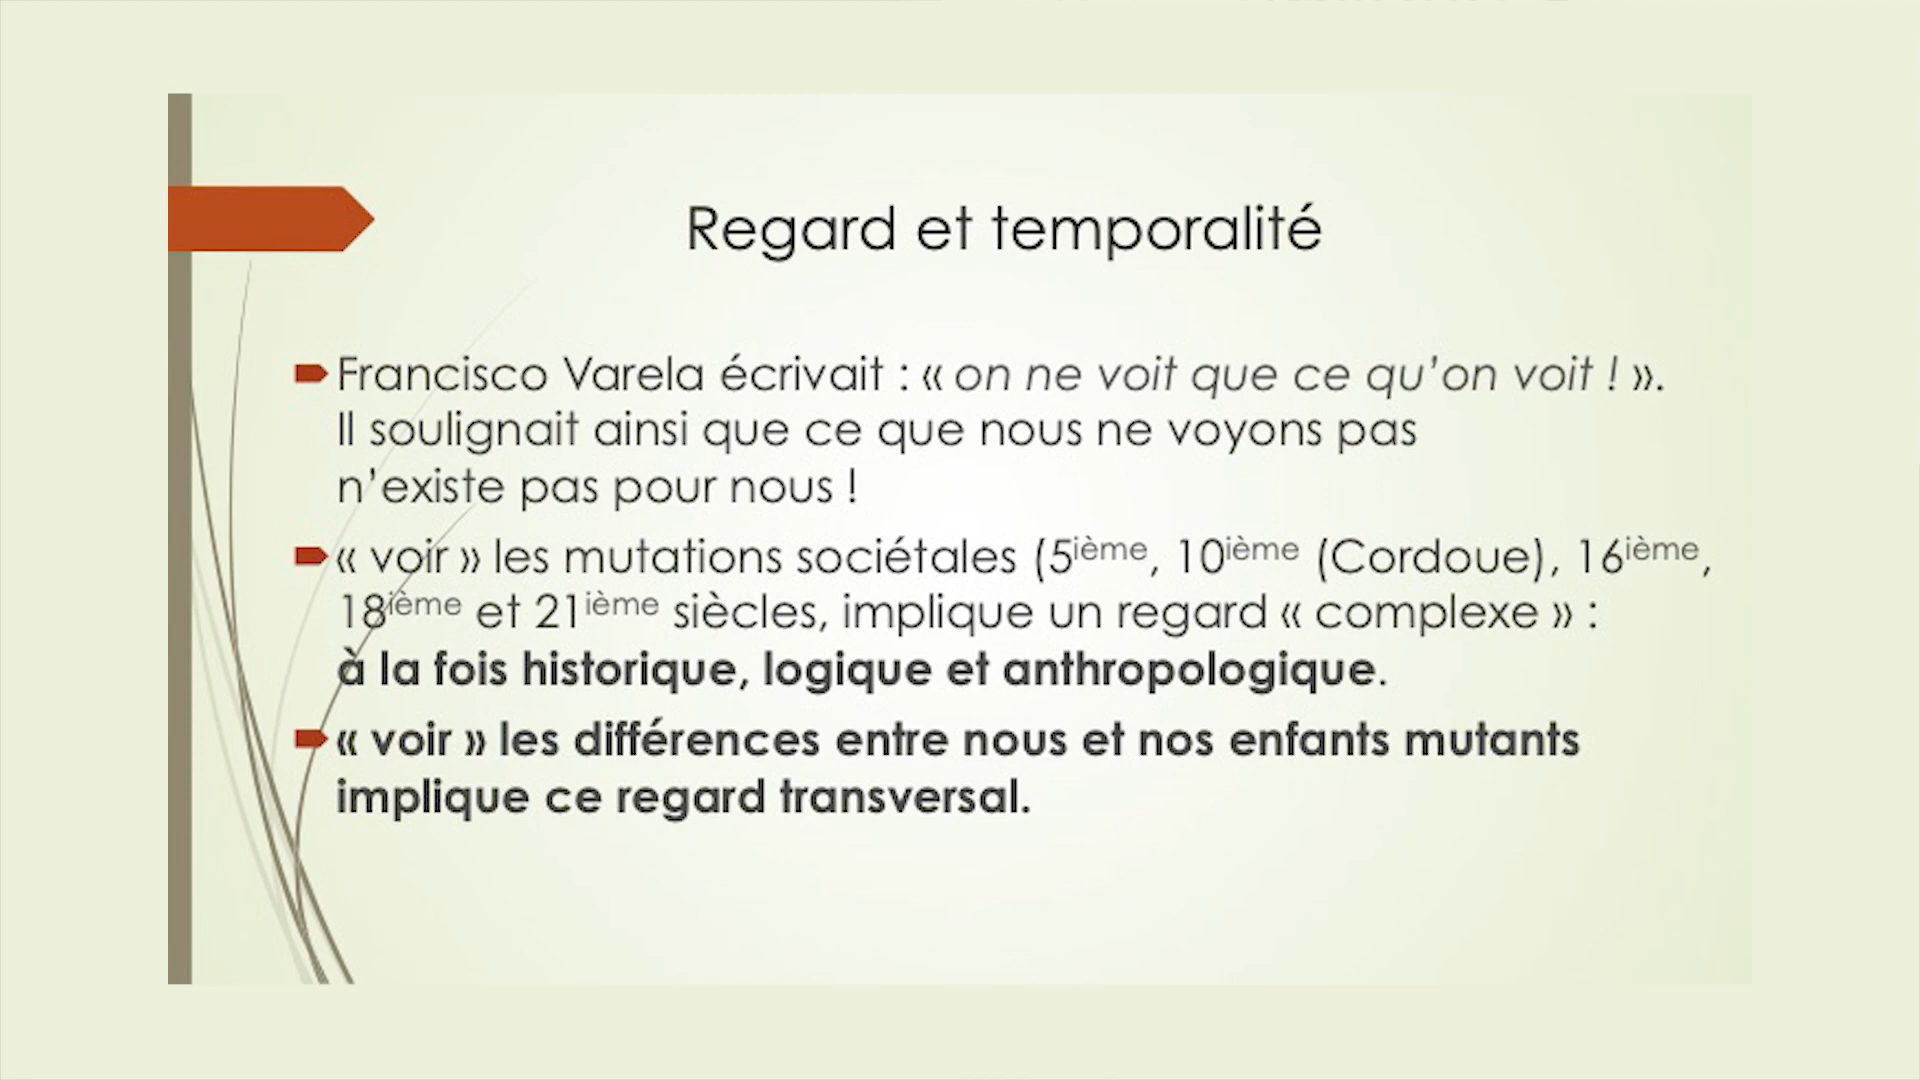 Regard et temporalité
Francisco Varela écrivait : « on ne voit que ce qu’on voit ! ».
Il soulignait ainsi que ce que nous ne voyons pas
n’existe pas pour nous !
« voir » les mutations sociétales (5ième, 10ième (Cordoue), 16ième,
18ième et 21ième siècles, implique un regard « complexe » :
à la fois historique, logique et anthropologique.
« voir » les différences entre nous et nos enfants mutants
implique ce regard transversal.